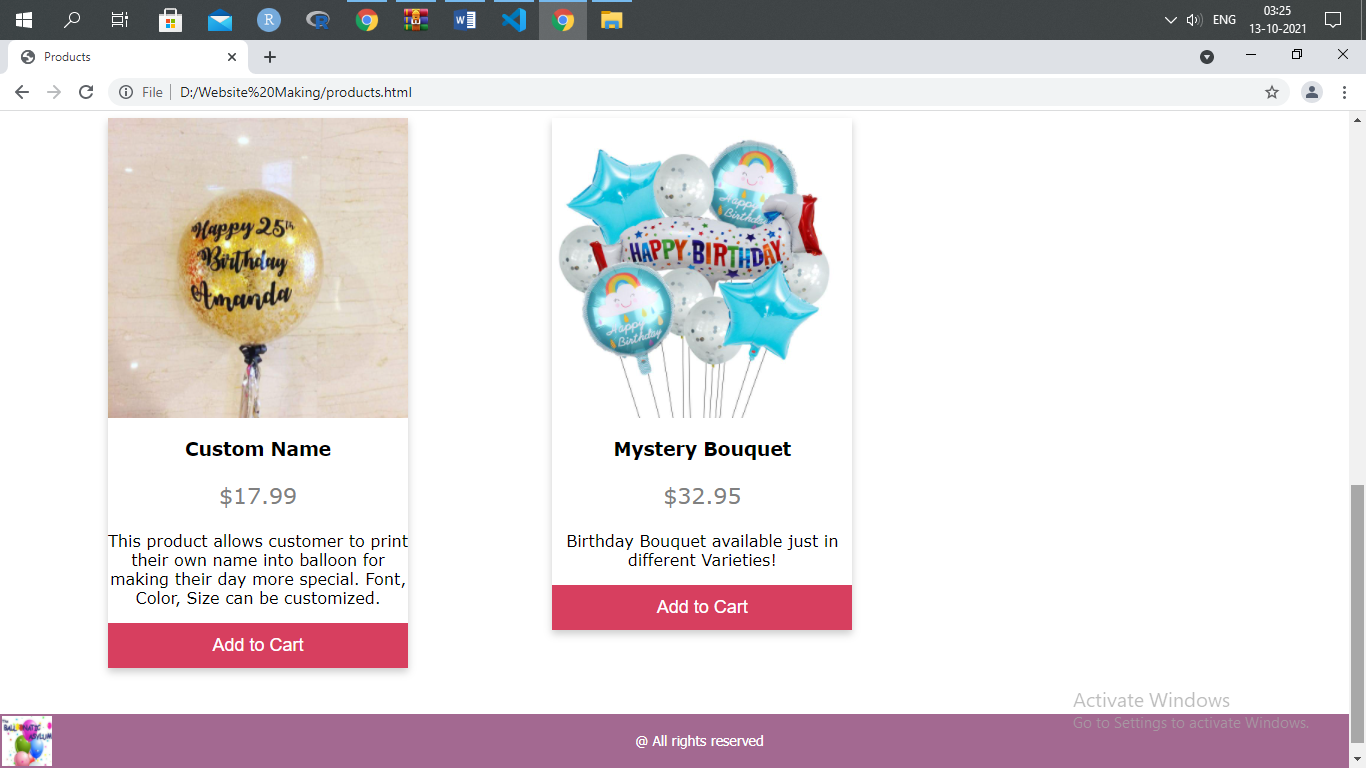 ENG
03:25
13-10-2021
Products
File
D:/Website%20Making/products.html
Happy 25th
Birthday
Amanda
Happy
Birthday
HAPPY BIRTHDAY
Happy
Birthday
Custom Name
$17.99
This product allows customer to print
their own name into balloon for
making their day more special. Font,
Color, Size can be customized.
Add to Cart
Mystery Bouquet
$32.95
Birthday Bouquet available just in
different Varieties!
Add to Cart
Activate Windows
Go to Settings to activate Windows.
@ All rights reserved